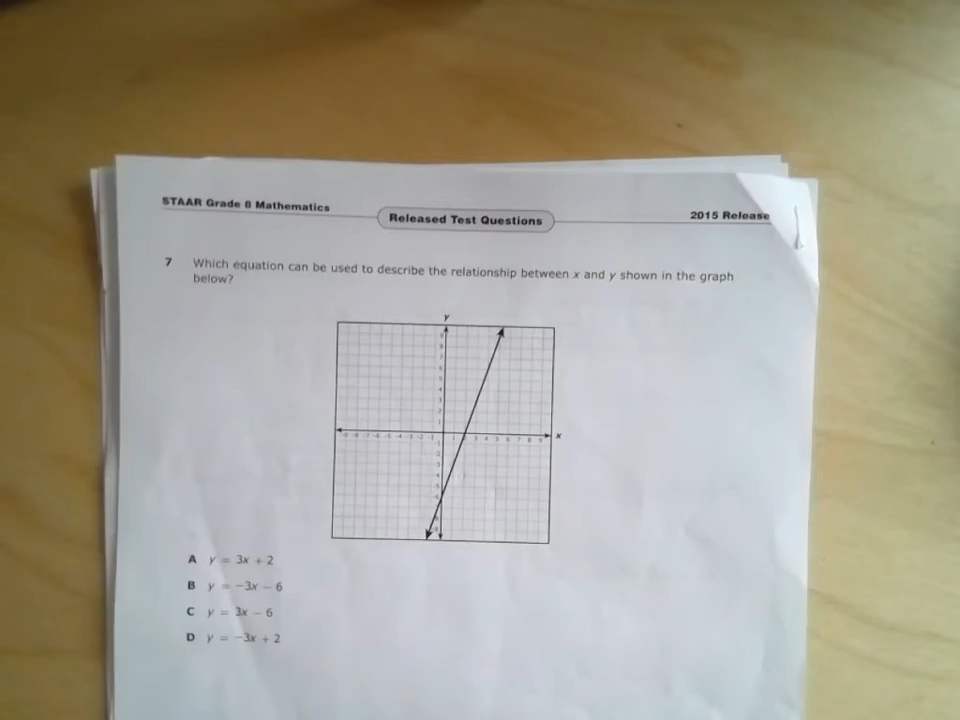 STAAR Grade 8 Mathematics
Released Test Questions
2015 Release
7 Which equation can be used to describe the relationship between x and y shown in the graph
below?
y
x
A y = 3x + 2
B y = −3x − 6
C y = 3x − 6
D y = −3x + 2